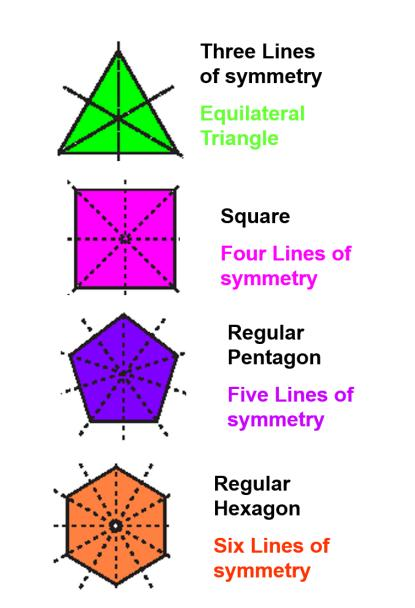 Three Lines
of symmetry
Equilateral
Triangle
Square
Four Lines of
symmetry
Regular
Pentagon
Five Lines of
symmetry
Regular
Hexagon
Six Lines of
symmetry